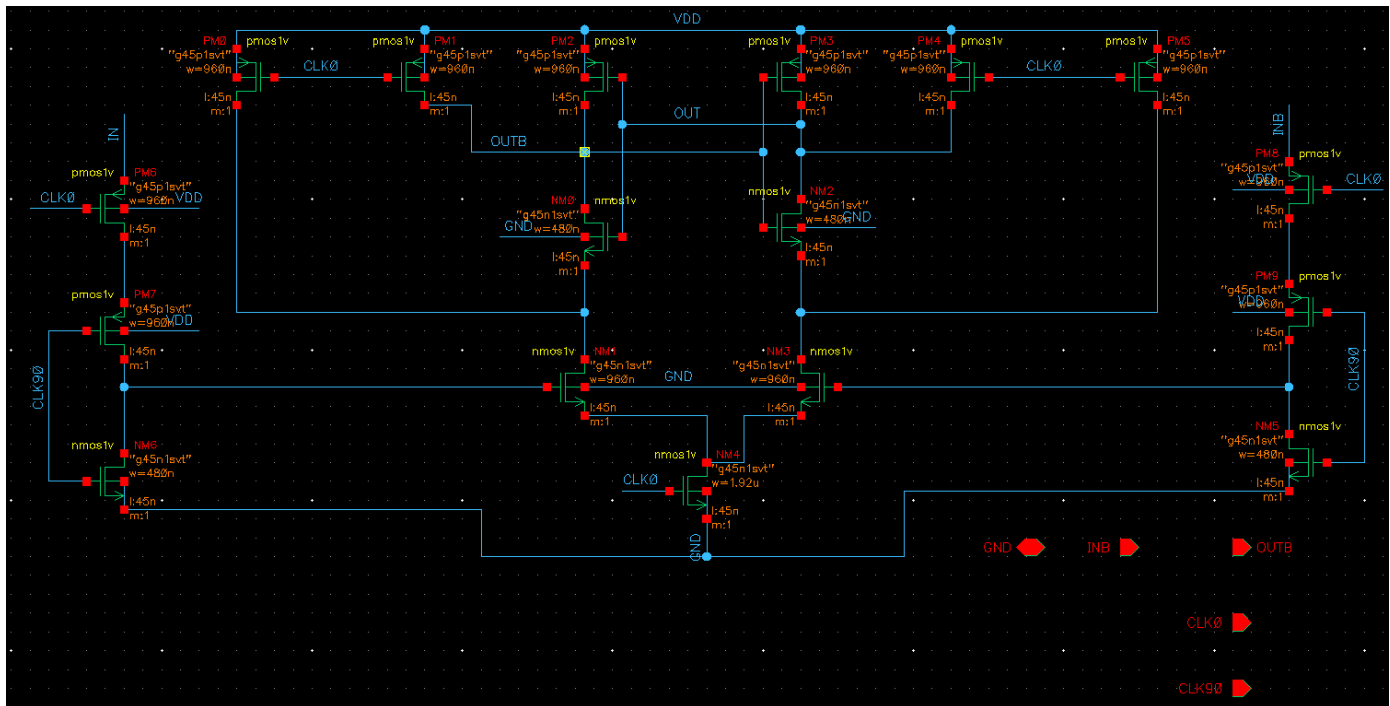 VDD
PM0 pmos1v
"g45p1svt"
w=960n
l:45n
m:1
CLK0
PM1 pmos1v
"g45p1svt"
w=960n
l:45n
m:1
PM2 pmos1v
"g45p1svt"
w=960n
l:45n
m:1
PM3 pmos1v
"g45p1svt"
w=960n
l:45n
m:1
PM4 pmos1v
"g45p1svt"
w=960n
l:45n
m:1
CLK0
PM5 pmos1v
"g45p1svt"
w=960n
l:45n
m:1
OUT
OUTB
IN
INB
pmos1v PM6
"g45p1svt"
w=960n
CLK0
VDD
l:45n
m:1
NM0 nmos1v
"g45n1svt"
w=480n
GND
l:45n
m:1
nmos1v NM2
"g45n1svt"
w=480n
GND
l:45n
m:1
PM8 pmos1v
"g45p1svt"
w=960n
VDD
CLK0
l:45n
m:1
pmos1v PM7
"g45p1svt"
w=960n
VDD
l:45n
m:1
CLK90
PM9 pmos1v
"g45p1svt"
w=960n
VDD
l:45n
m:1
CLK90
nmos1v NM1
"g45n1svt"
w=960n
l:45n
m:1
GND
NM3 nmos1v
"g45n1svt"
w=960n
l:45n
m:1
nmos1v NM6
"g45n1svt"
w=480n
l:45n
m:1
nmos1v NM4
"g45n1svt"
w=1.92u
CLK0
l:45n
m:1
GND
NM5 nmos1v
"g45n1svt"
w=480n
l:45n
m:1
GND
INB
OUTB
CLK0
CLK90